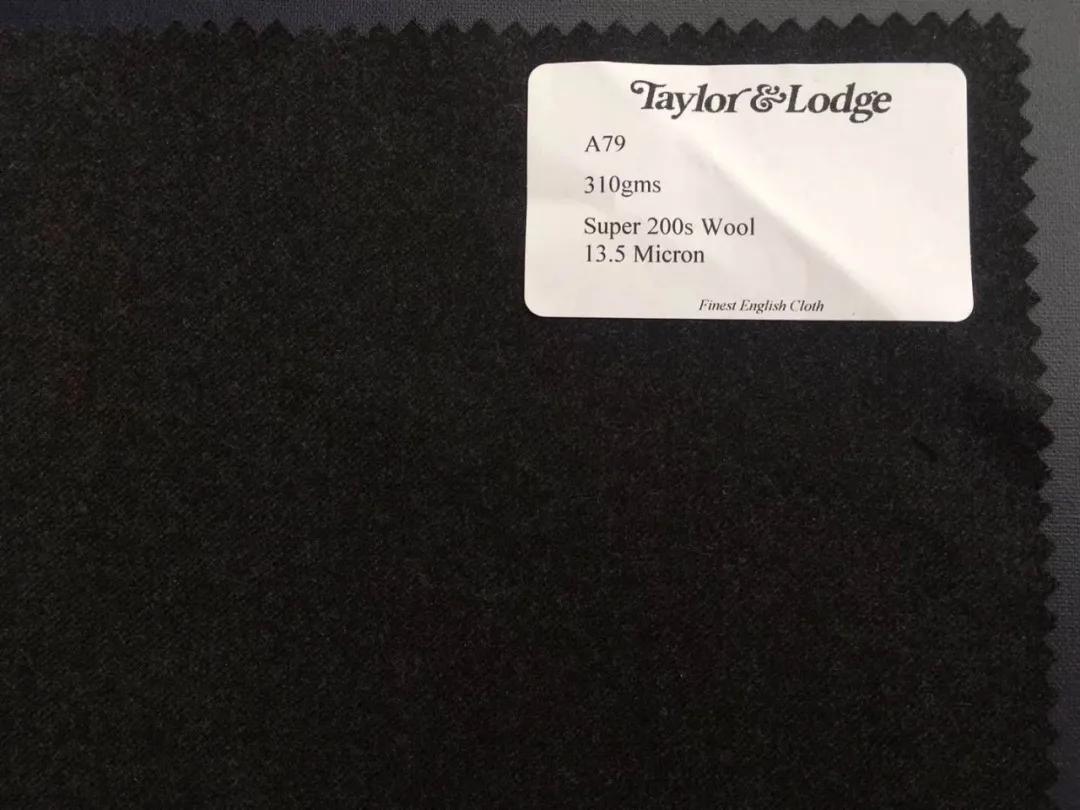 Taylor & Lodge
A79
310gms
Super 200s Wool
13.5 Micron
Finest English Cloth